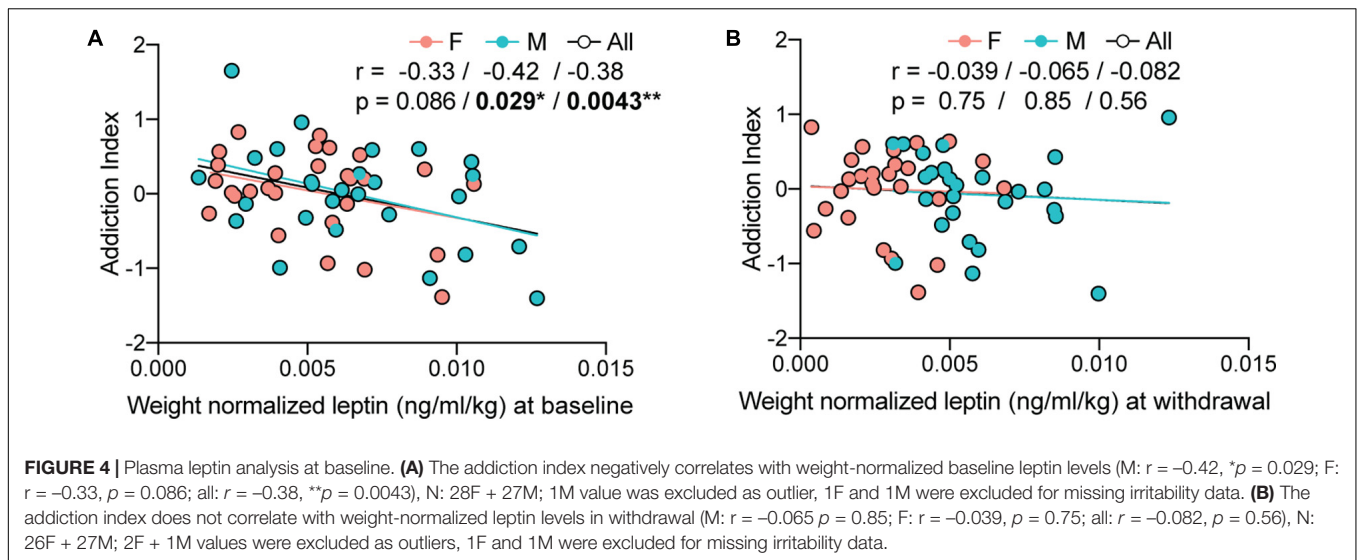 A
F M All
r = -0.33 / -0.42 / -0.38
p = 0.086 / 0.029* / 0.0043**
2
1
0
-1
-2
Addiction Index
0.000 0.005 0.010 0.015
Weight normalized leptin (ng/ml/kg) at baseline
B
F M All
r = -0.039 / -0.065 / -0.082
p = 0.75 / 0.85 / 0.56
2
1
0
-1
-2
Addiction Index
0.000 0.005 0.010 0.015
Weight normalized leptin (ng/ml/kg) at withdrawal
FIGURE 4 | Plasma leptin analysis at baseline. (A) The addiction index negatively correlates with weight-normalized baseline leptin levels (M: r = –0.42, *p = 0.029; F:
r = –0.33, p = 0.086; all: r = –0.38, **p = 0.0043), N: 28F + 27M; 1M value was excluded as outlier, 1F and 1M were excluded for missing irritability data. (B) The
addiction index does not correlate with weight-normalized leptin levels in withdrawal (M: r = –0.065 p = 0.85; F: r = –0.039, p = 0.75; all: r = –0.082, p = 0.56), N:
26F + 27M; 2F + 1M values were excluded as outliers, 1F and 1M were excluded for missing irritability data.